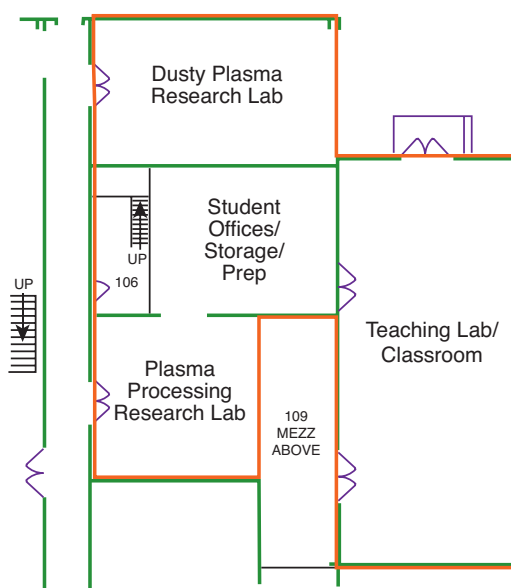 Dusty Plasma
Research Lab
Student
Offices/
Storage/
Prep
UP
106
UP
Teaching Lab/
Classroom
Plasma
Processing
Research Lab
109
MEZZ
ABOVE